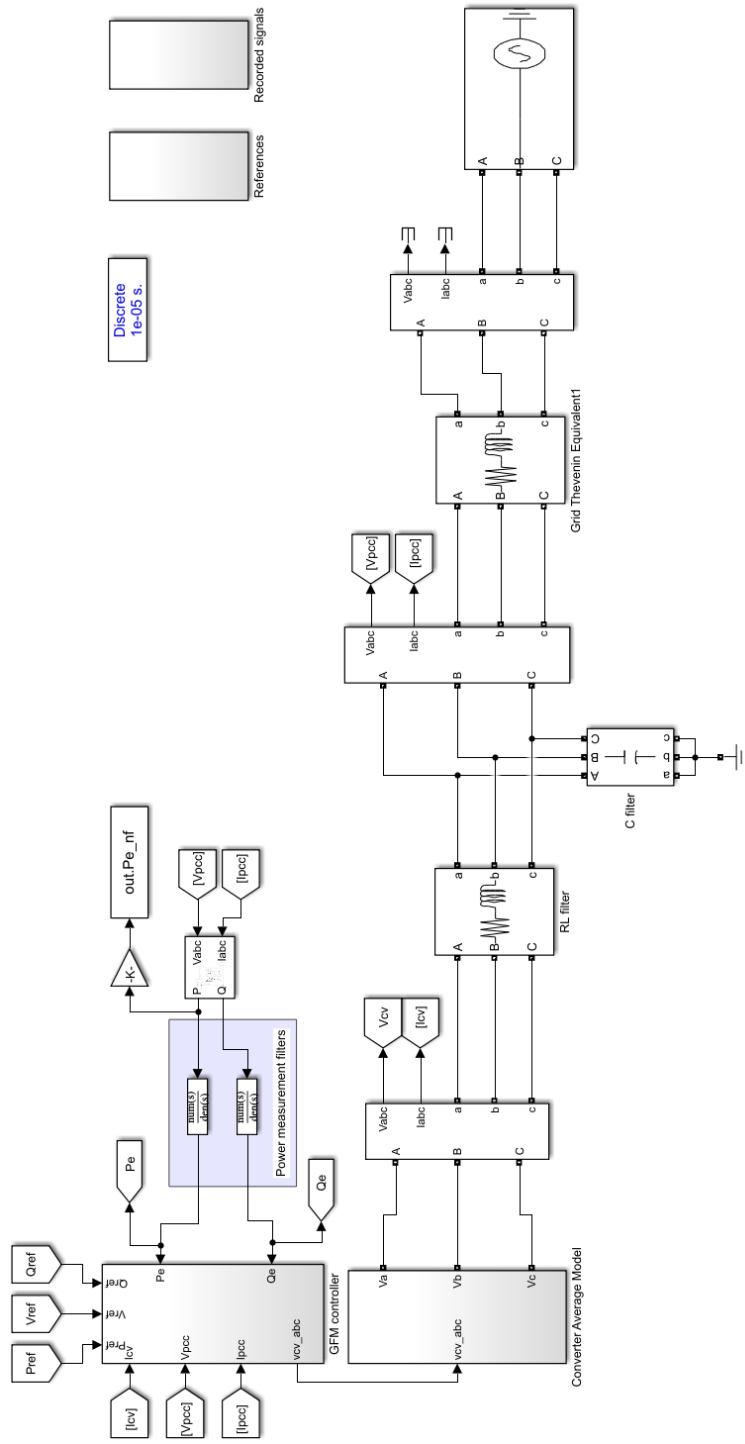 Recorded signals
References
Discrete
1e-05 s.
A
B
C
Vabc
Iabc
A
B
C
a
b
c
a
b
c
A
B
C
Grid Thevenin Equivalent1
[Vpcc]
[Ipcc]
Vabc
Iabc
A
B
C
a
b
c
A
B
C
a
b
c
C filter
a
b
c
A
B
C
RL filter
out.Pe_nf
-K-
[Vpcc]
[Ipcc]
Vabc
Iabc
P
Q
num(s)
den(s)
num(s)
den(s)
Power measurement filters
Pe
Qe
Vcv
[Icv]
Vabc
Iabc
A
B
C
a
b
c
Qref
Vref
Pref
Qref
Vref
Pref
Pe
Qe
Icv
Vpcc
Ipcc
vcv_abc
GFM controller
[Icv]
[Vpcc]
[Ipcc]
Va
Vb
Vc
vcv_abc
Converter Average Model